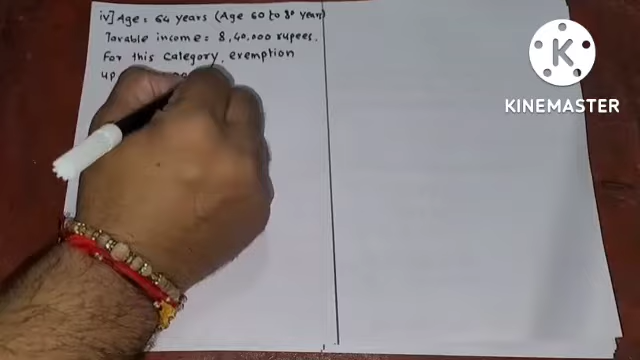 iv] Age = 64 years (Age 60 to 80 years)
Taxable income = 8,40,000 rupees.
For this category, exemption
up
KINEMASTER